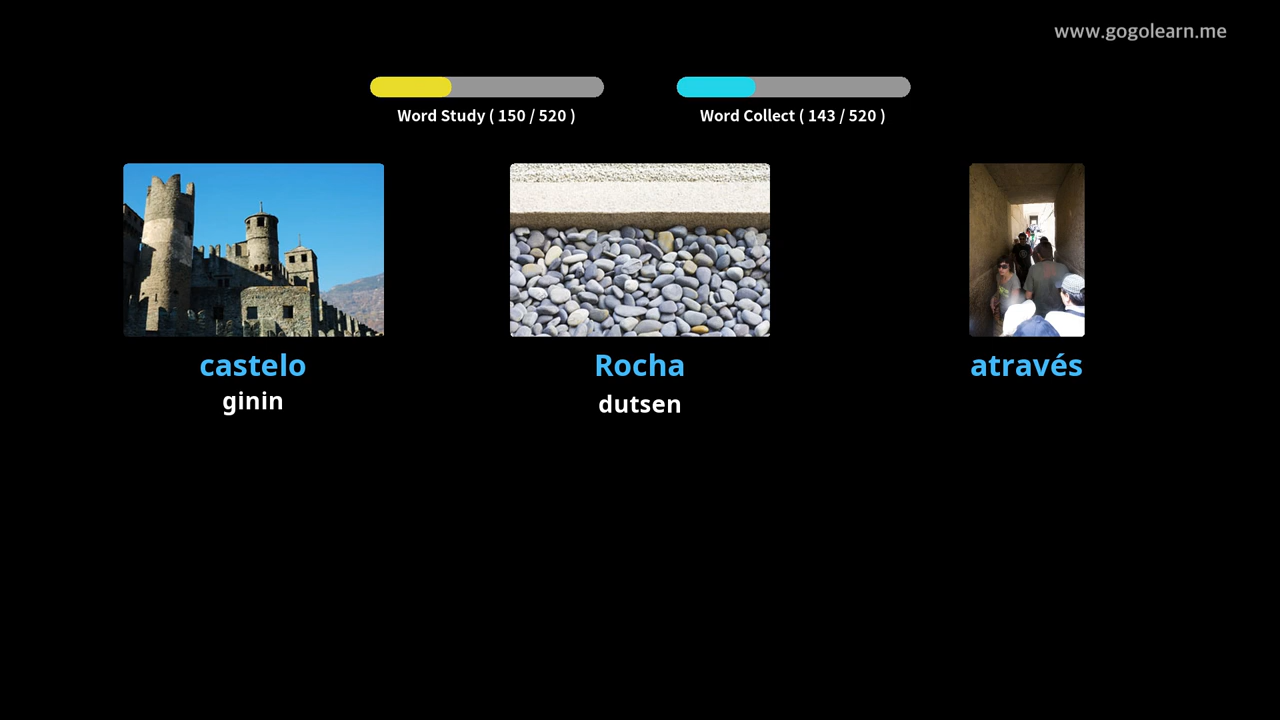 www.gogolearn.me
Word Study ( 150 / 520 )
Word Collect ( 143 / 520 )
castelo
ginin
Rocha
dutsen
através